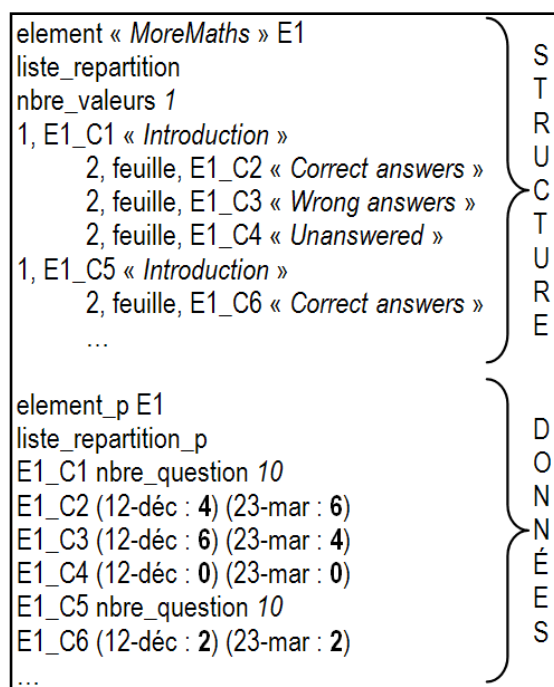 element « MoreMaths » E1
liste_repartition
nbre_valeurs 1
1, E1_C1 « Introduction »
2, feuille, E1_C2 « Correct answers »
2, feuille, E1_C3 « Wrong answers »
2, feuille, E1_C4 « Unanswered »
1, E1_C5 « Introduction »
2, feuille, E1_C6 « Correct answers »
...
STRUCTURE
element_p E1
liste_repartition_p
E1_C1 nbre_question 10
E1_C2 (12-déc : 4) (23-mar : 6)
E1_C3 (12-déc : 6) (23-mar : 4)
E1_C4 (12-déc : 0) (23-mar : 0)
E1_C5 nbre_question 10
E1_C6 (12-déc : 2) (23-mar : 2)
...
DONNÉES